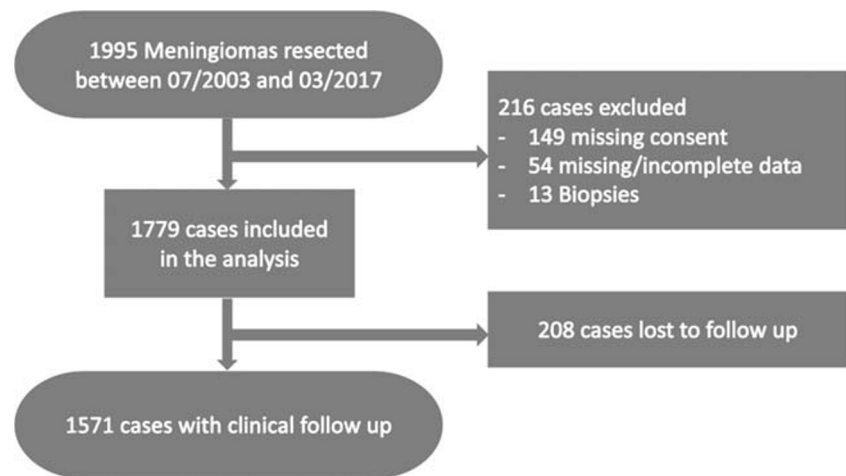 1995 Meningiomas resected
between 07/2003 and 03/2017
216 cases excluded
- 149 missing consent
- 54 missing/incomplete data
- 13 Biopsies
1779 cases included
in the analysis
208 cases lost to follow up
1571 cases with clinical follow up